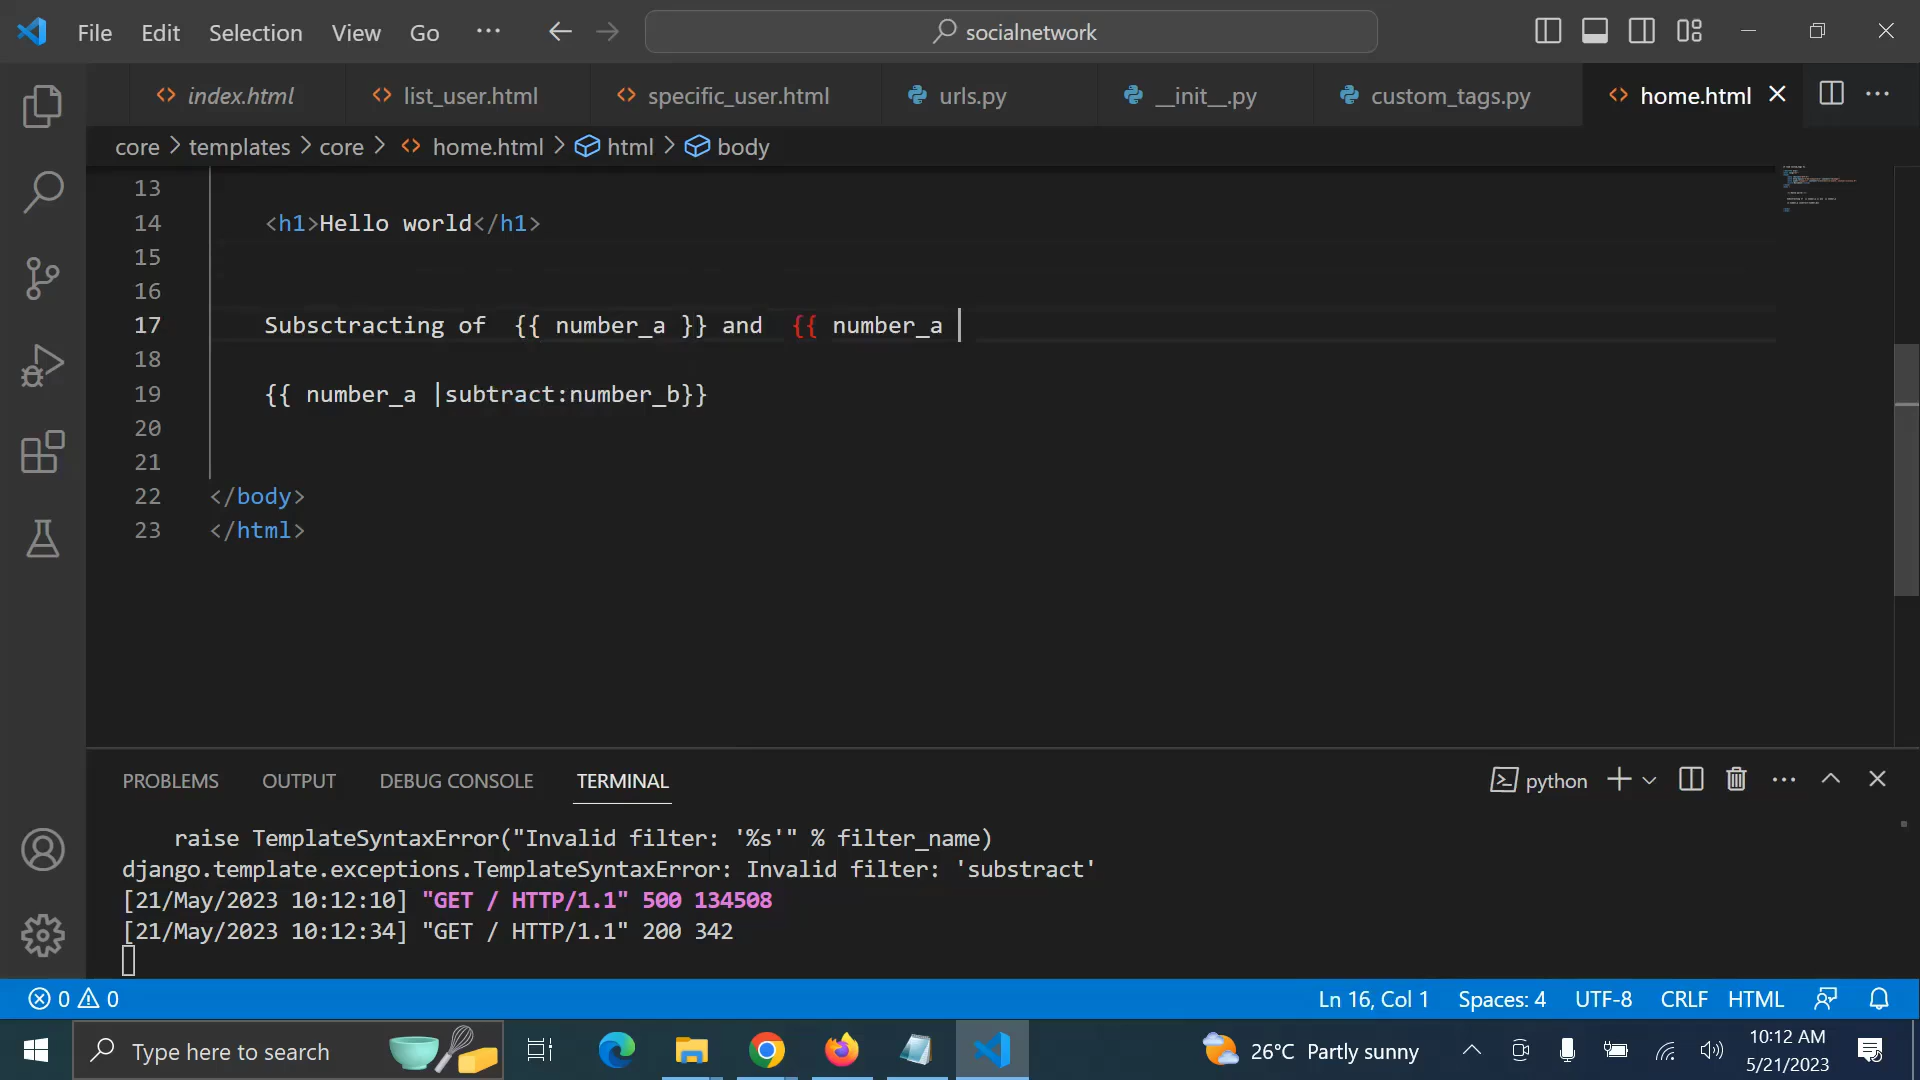 File Edit Selection View Go ··· socialnetwork
index.html list_user.html specific_user.html urls.py __init__.py custom_tags.py home.html
core > templates > core > home.html > html > body
13
14 <h1>Hello world</h1>
15
16
17 Subsctracting of {{ number_a }} and {{ number_a
18
19 {{ number_a |subtract:number_b}}
20
21
22 </body>
23 </html>
PROBLEMS OUTPUT DEBUG CONSOLE TERMINAL python
raise TemplateSyntaxError("Invalid filter: '%s'" % filter_name)
django.template.exceptions.TemplateSyntaxError: Invalid filter: 'substract'
[21/May/2023 10:12:10] "GET / HTTP/1.1" 500 134508
[21/May/2023 10:12:34] "GET / HTTP/1.1" 200 342
0 0 Ln 16, Col 1 Spaces: 4 UTF-8 CRLF HTML
Type here to search 26°C Partly sunny 10:12 AM
5/21/2023